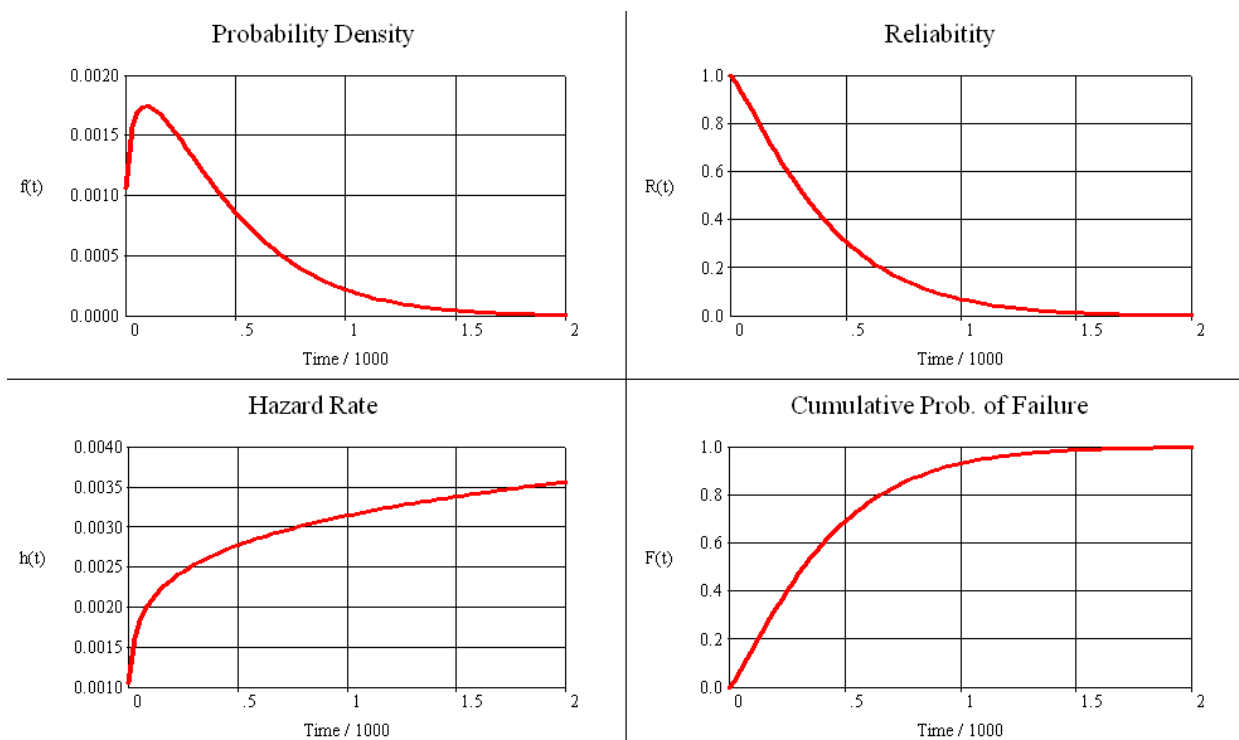 Probability Density
0.0020
0.0015
f(t)
0.0010
0.0005
0.0000
0 .5 1 1.5 2
Time / 1000
Reliabitity
1.0
0.8
0.6
R(t)
0.4
0.2
0.0
0 .5 1 1.5 2
Time / 1000
Hazard Rate
0.0040
0.0035
0.0030
h(t)
0.0025
0.0020
0.0015
0.0010
0 .5 1 1.5 2
Time / 1000
Cumulative Prob. of Failure
1.0
0.8
0.6
F(t)
0.4
0.2
0.0
0 .5 1 1.5 2
Time / 1000